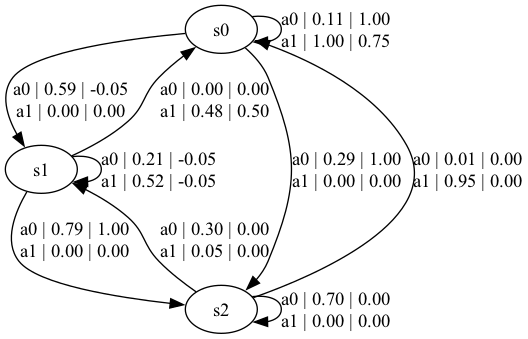 s0
a0 | 0.11 | 1.00
a1 | 1.00 | 0.75
a0 | 0.59 | -0.05
a1 | 0.00 | 0.00
a0 | 0.00 | 0.00
a1 | 0.48 | 0.50
s1
a0 | 0.21 | -0.05
a1 | 0.52 | -0.05
a0 | 0.29 | 1.00
a1 | 0.00 | 0.00
a0 | 0.01 | 0.00
a1 | 0.95 | 0.00
a0 | 0.79 | 1.00
a1 | 0.00 | 0.00
a0 | 0.30 | 0.00
a1 | 0.05 | 0.00
s2
a0 | 0.70 | 0.00
a1 | 0.00 | 0.00